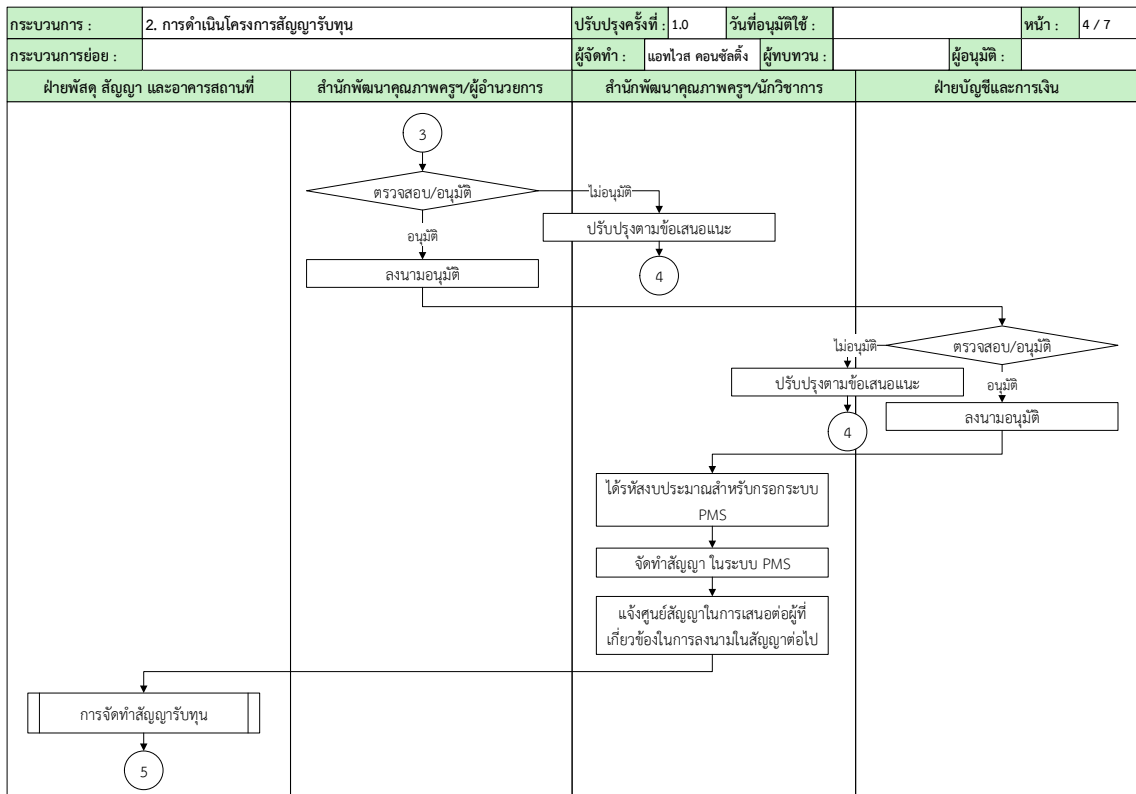 กระบวนการ : 2. การดำเนินโครงการสัญญารับทุน ปรับปรุงครั้งที่ : 1.0 วันที่อนุมัติใช้ : หน้า : 4 / 7
กระบวนการย่อย : ผู้จัดทำ : แอทไวส คอนซัลติ้ง ผู้ทบทวน : ผู้อนุมัติ :
ฝ่ายพัสดุ สัญญา และอาคารสถานที่ สำนักพัฒนาคุณภาพครูฯ/ผู้อำนวยการ สำนักพัฒนาคุณภาพครูฯ/นักวิชาการ ฝ่ายบัญชีและการเงิน
3
ตรวจสอบ/อนุมัติ
ไม่อนุมัติ
ปรับปรุงตามข้อเสนอแนะ
อนุมัติ
ลงนามอนุมัติ
4
ตรวจสอบ/อนุมัติ
ไม่อนุมัติ
ปรับปรุงตามข้อเสนอแนะ
อนุมัติ
ลงนามอนุมัติ
4
ได้รหัสงบประมาณสำหรับกรอกระบบ
PMS
จัดทำสัญญา ในระบบ PMS
แจ้งศูนย์สัญญาในการเสนอต่อผู้ที่
เกี่ยวข้องในการลงนามในสัญญาต่อไป
การจัดทำสัญญารับทุน
5